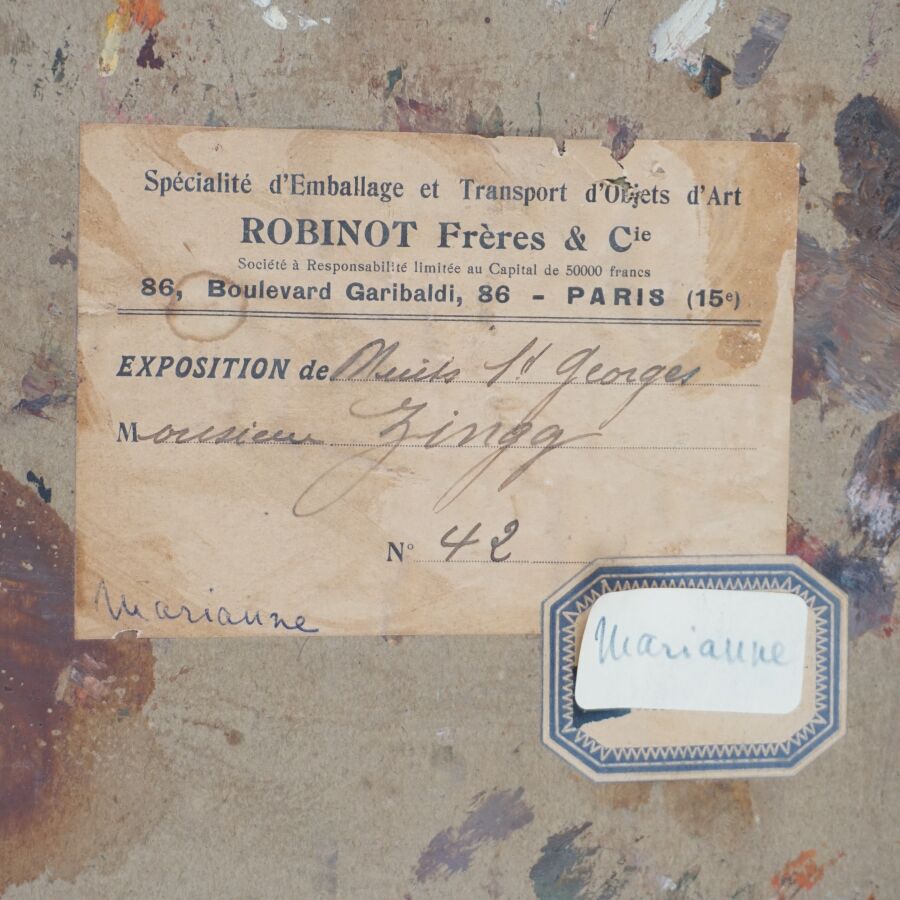 Spécialité d'Emballage et Transport d'Objets d'Art
ROBINOT Frères & Cie
Société à Responsabilité limitée au Capital de 50000 francs
86, Boulevard Garibaldi, 86 - PARIS (15e)
EXPOSITION de Nuits St Georges
Monsieur Zingg
N° 42
Marianne
Marianne